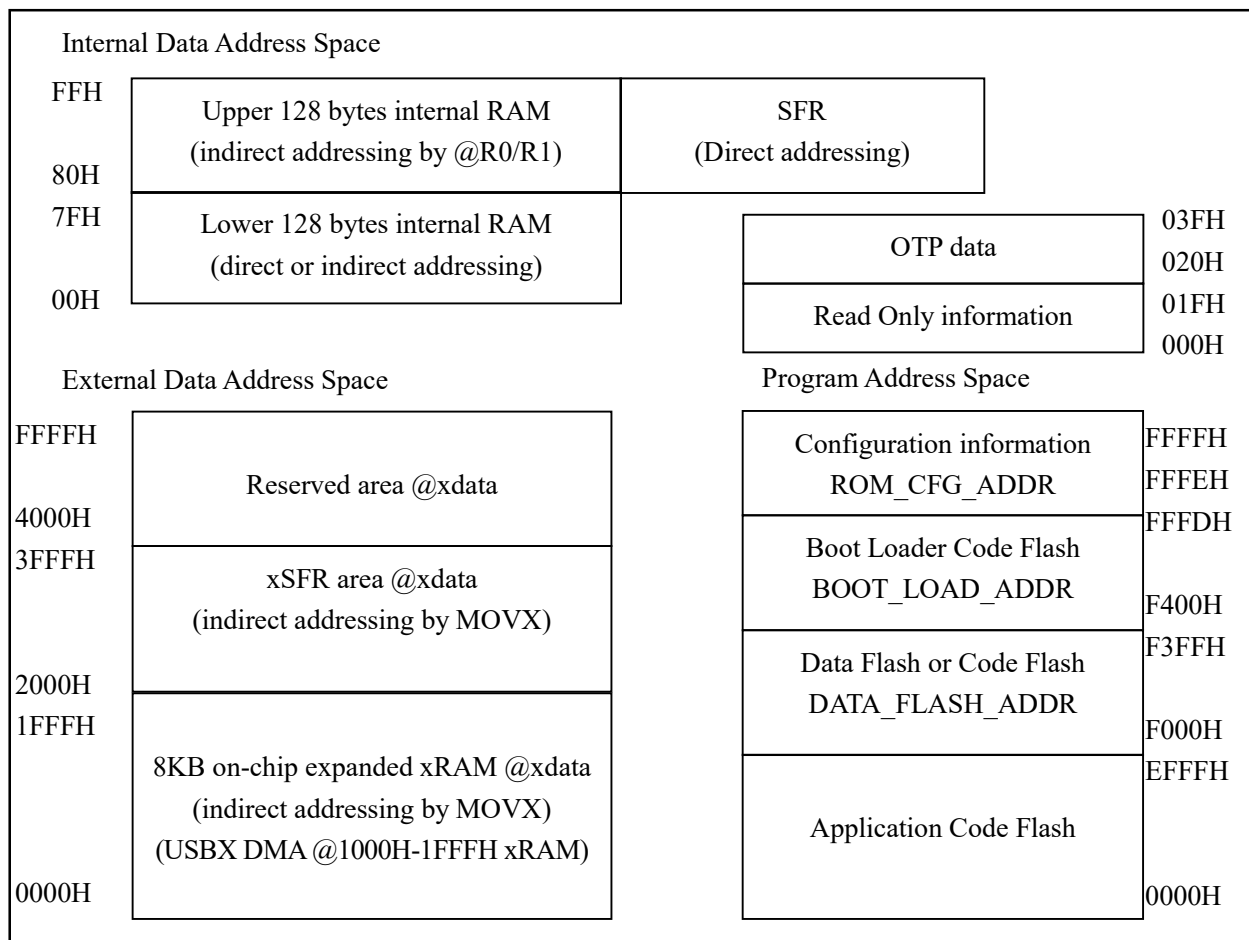 Internal Data Address Space
FFH
Upper 128 bytes internal RAM
(indirect addressing by @R0/R1)
80H
SFR
(Direct addressing)
7FH
Lower 128 bytes internal RAM
(direct or indirect addressing)
00H
OTP data
03FH
020H
Read Only information
01FH
000H
External Data Address Space
FFFFH
Reserved area @xdata
4000H
3FFFH
xSFR area @xdata
(indirect addressing by MOVX)
2000H
1FFFH
8KB on-chip expanded xRAM @xdata
(indirect addressing by MOVX)
(USBX DMA @1000H-1FFFH xRAM)
0000H
Program Address Space
Configuration information
ROM_CFG_ADDR
FFFFH
FFFEH
FFFDH
Boot Loader Code Flash
BOOT_LOAD_ADDR
F400H
F3FFH
Data Flash or Code Flash
DATA_FLASH_ADDR
F000H
EFFFH
Application Code Flash
0000H